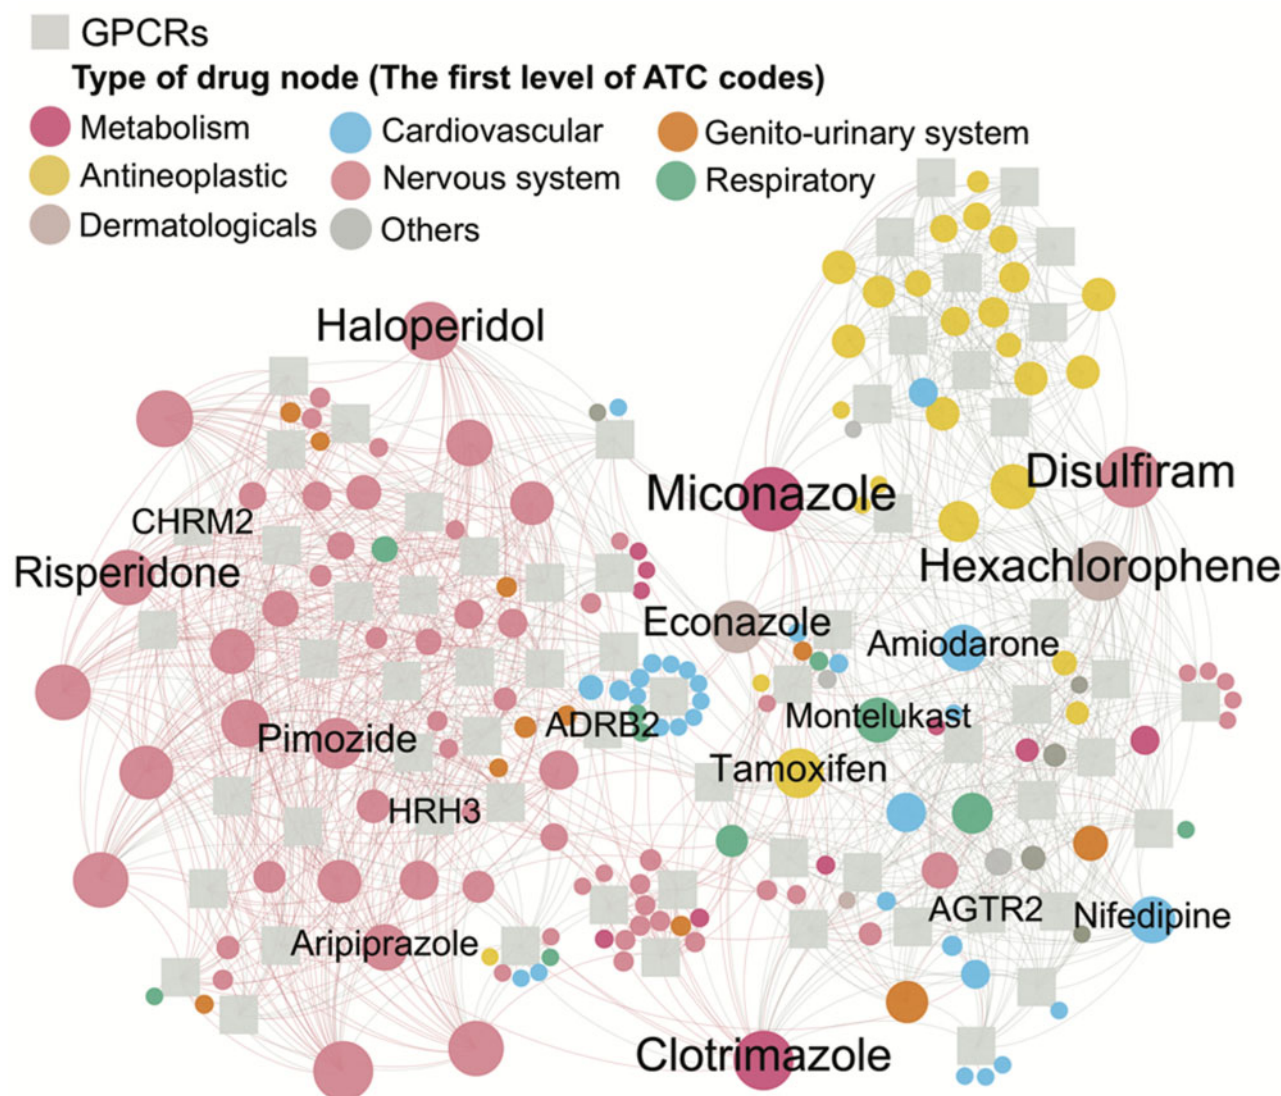 GPCRs
Type of drug node (The first level of ATC codes)
Metabolism
Cardiovascular
Genito-urinary system
Antineoplastic
Nervous system
Respiratory
Dermatologicals
Others
Haloperidol
Disulfiram
Miconazole
CHRM2
Risperidone
Hexachlorophene
Econazole
Amiodarone
Montelukast
ADRB2
Pimozide
Tamoxifen
HRH3
AGTR2
Nifedipine
Aripiprazole
Clotrimazole